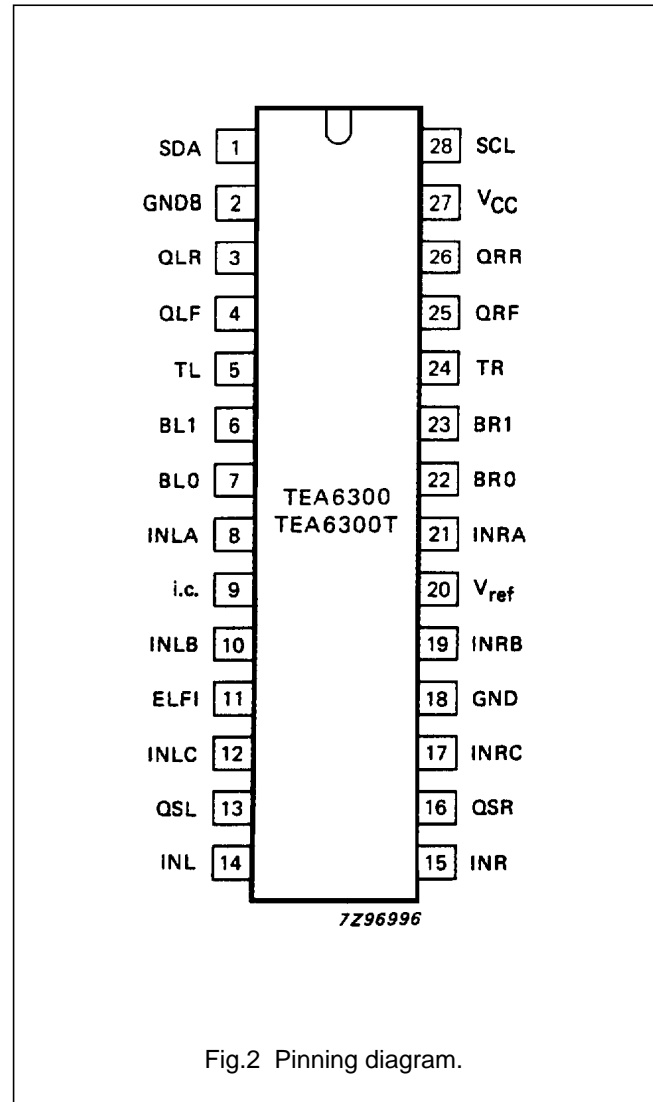 SDA 1 28 SCL
GNDB 2 27 VCC
QLR 3 26 QRR
QLF 4 25 QRF
TL 5 24 TR
BL1 6 23 BR1
BL0 7 22 BR0
TEA6300
TEA6300T
INLA 8 21 INRA
i.c. 9 20 Vref
INLB 10 19 INRB
ELFI 11 18 GND
INLC 12 17 INRC
QSL 13 16 QSR
INL 14 15 INR
7Z96996
Fig.2 Pinning diagram.